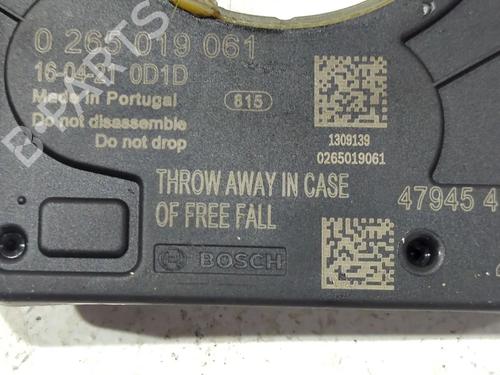 0 265 019 061
16-04-21 0D1D
Made in Portugal
815
Do not disassemble
Do not drop
1309139
0265019061
THROW AWAY IN CASE
OF FREE FALL
47945 4
BOSCH